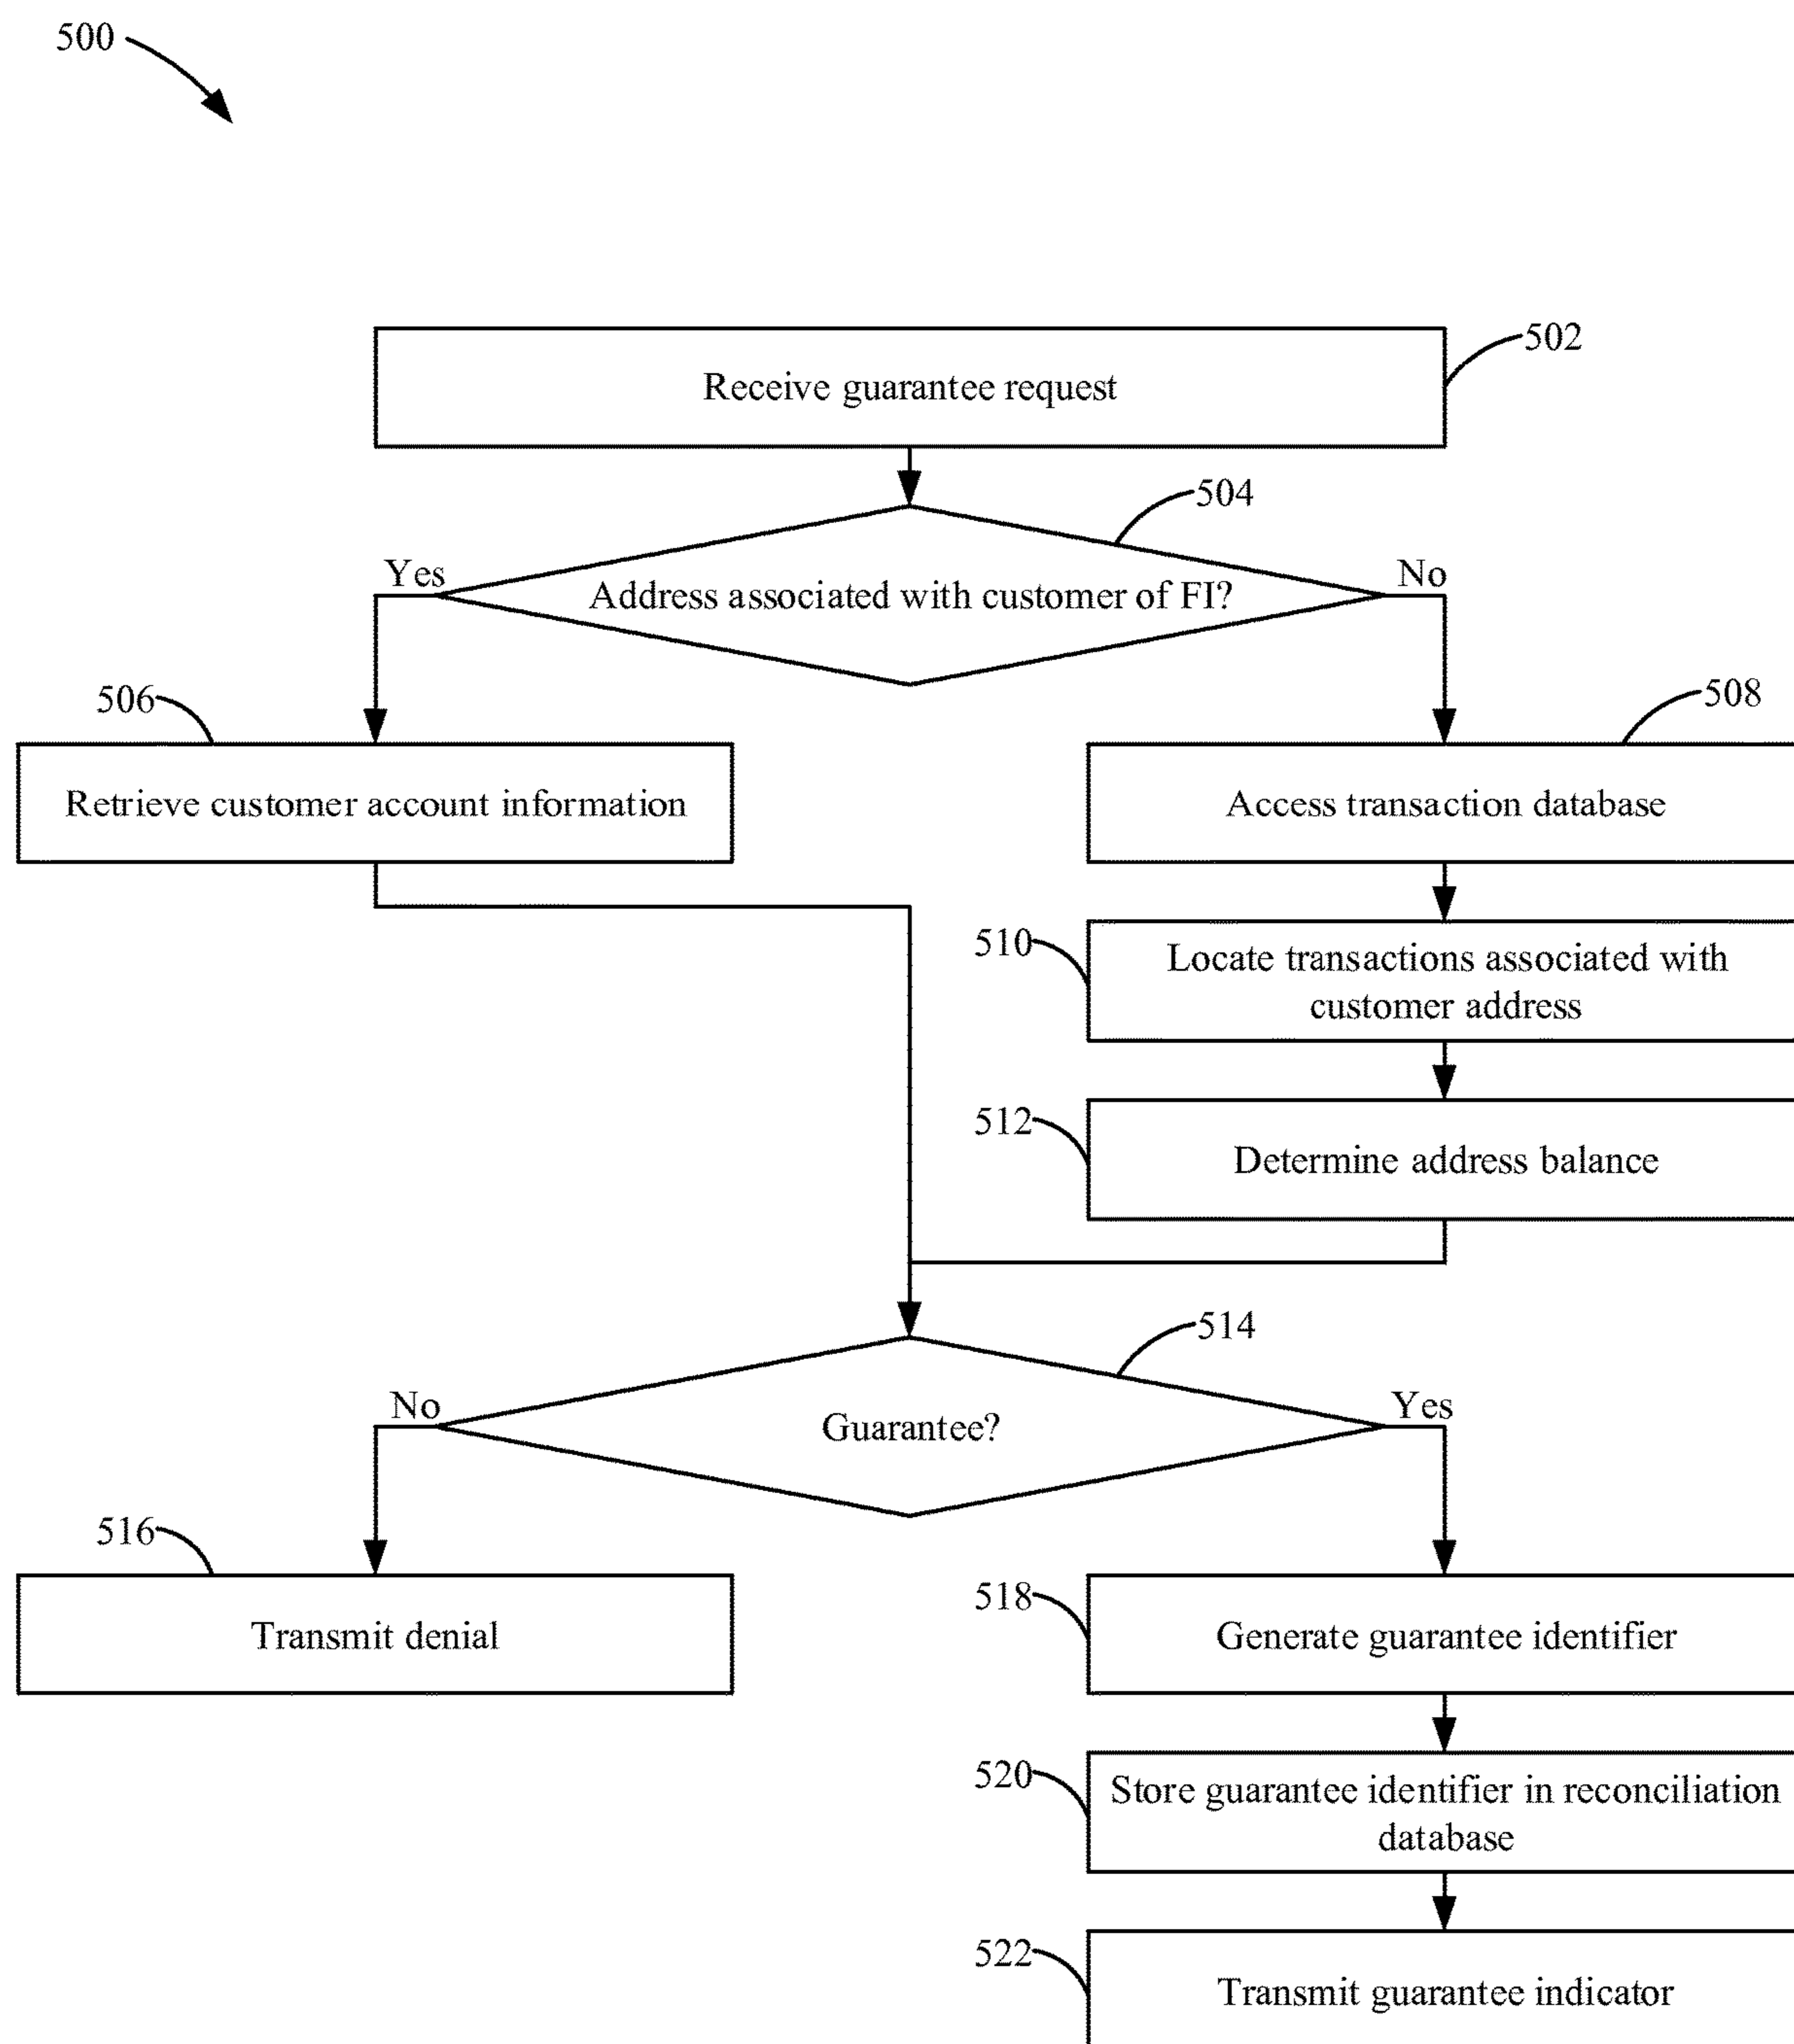 500
502
Receive guarantee request
504
Yes
No
Address associated with customer of FI?
506
508
Retrieve customer account information
Access transaction database
510
Locate transactions associated with
customer address
512
Determine address balance
514
No
Yes
Guarantee?
516
518
Transmit denial
Generate guarantee identifier
520
Store guarantee identifier in reconciliation
database
522
Transmit guarantee indicator